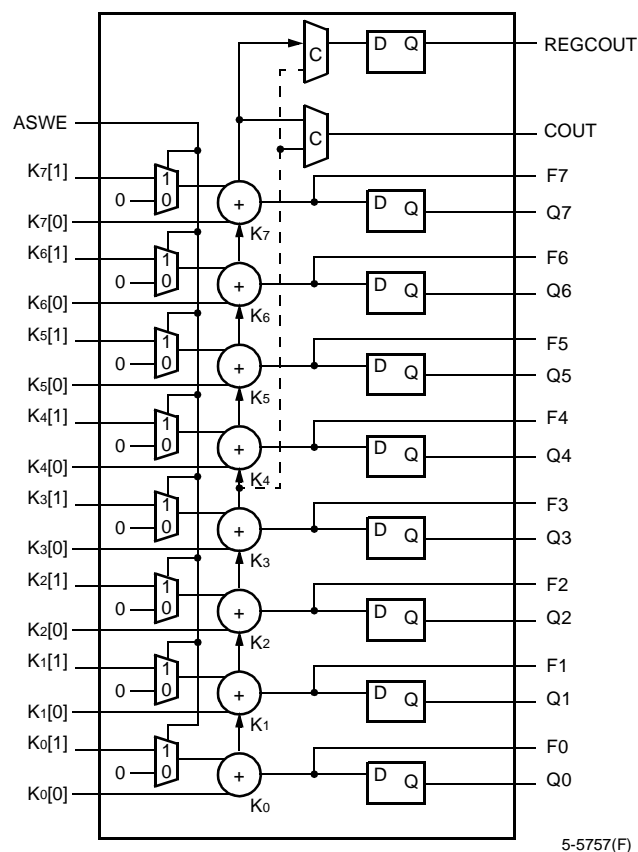 D Q
REGCOUT
C
ASWE
C
COUT
K7[1]
1
0
0
+
F7
D Q
Q7
K7[0]
K7
K6[1]
1
0
0
+
F6
D Q
Q6
K6[0]
K6
K5[1]
1
0
0
+
F5
D Q
Q5
K5[0]
K5
K4[1]
1
0
0
+
F4
D Q
Q4
K4[0]
K4
K3[1]
1
0
0
+
F3
D Q
Q3
K3[0]
K3
K2[1]
1
0
0
+
F2
D Q
Q2
K2[0]
K2
K1[1]
1
0
0
+
F1
D Q
Q1
K1[0]
K1
K0[1]
1
0
0
+
F0
D Q
Q0
K0[0]
K0
5-5757(F)